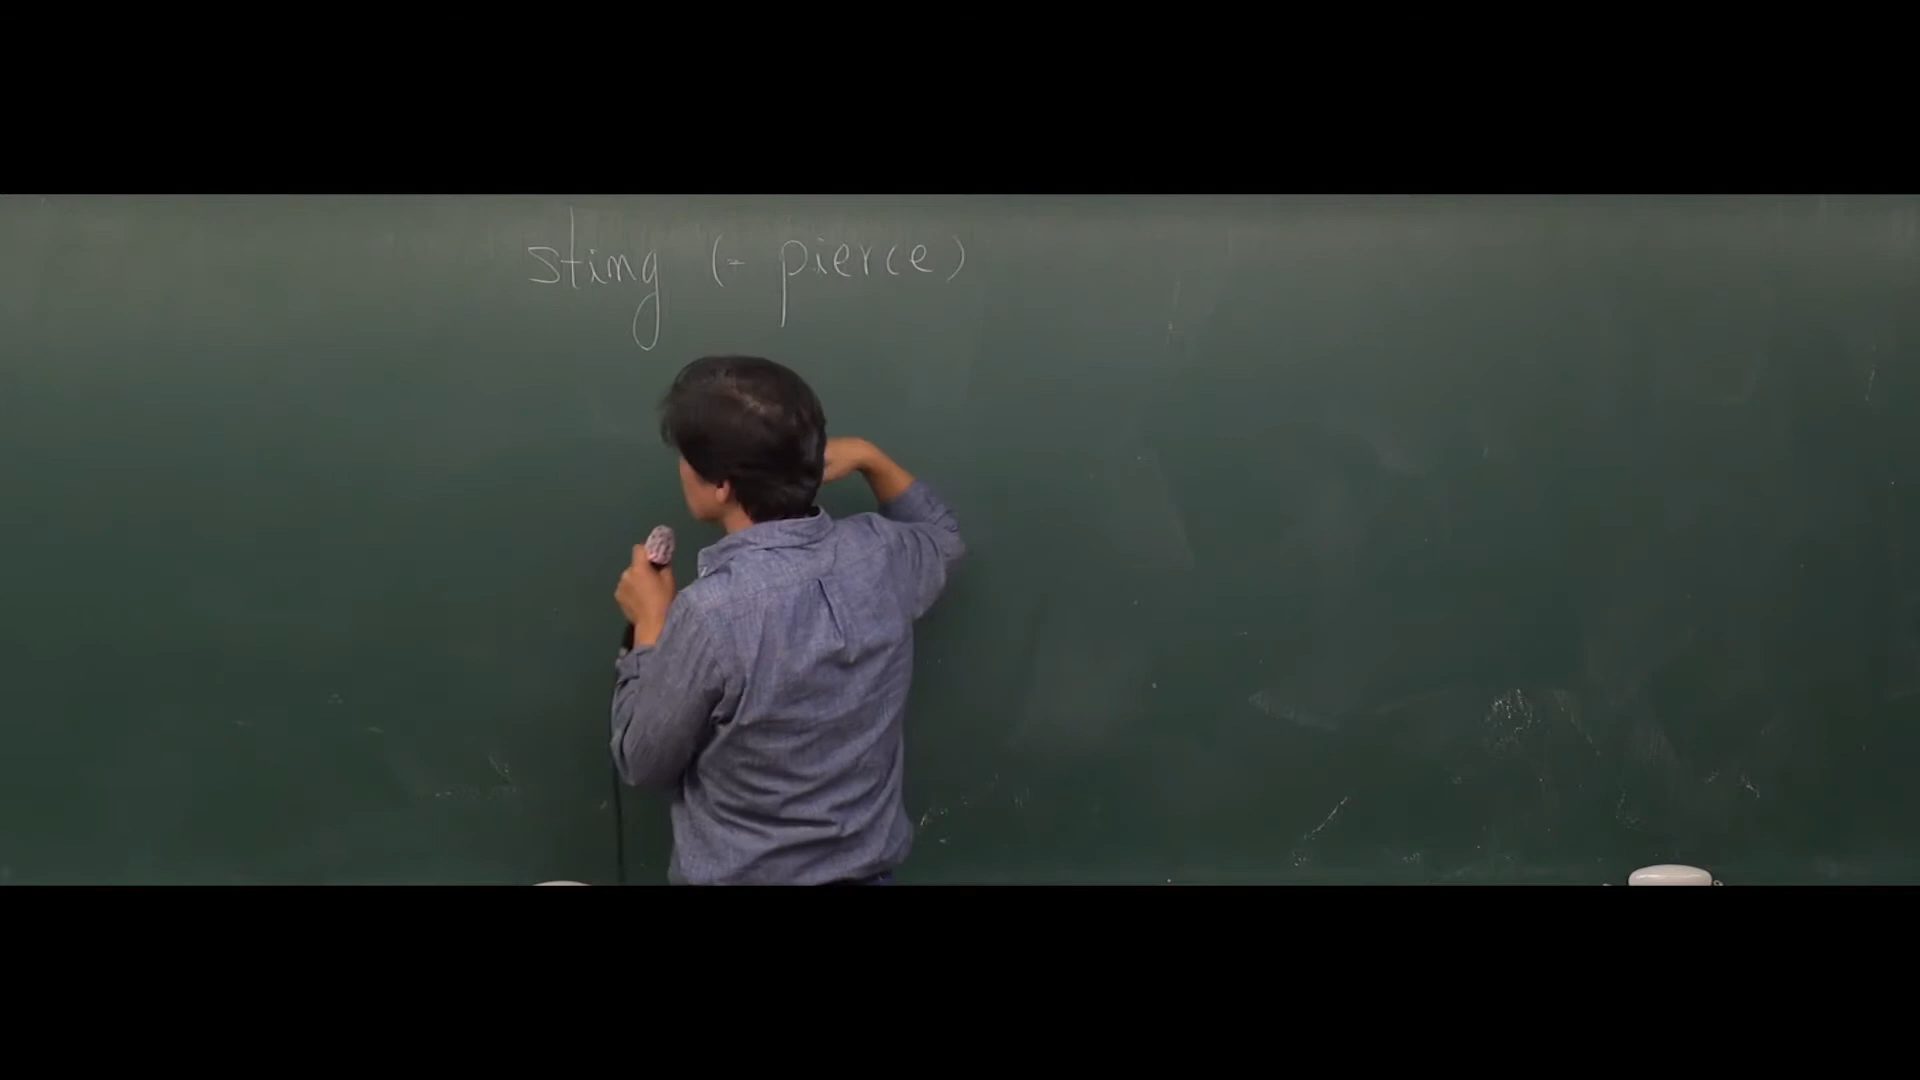 sting (= pierce)